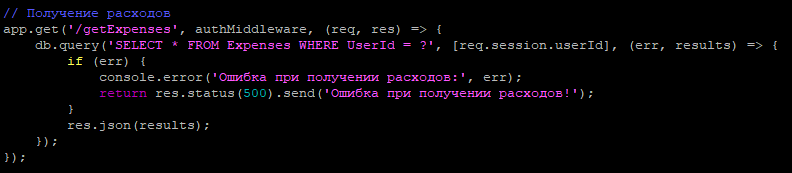 // Получение расходов
app.get('/getExpenses', authMiddleware, (req, res) => {
    db.query('SELECT * FROM Expenses WHERE UserId = ?', [req.session.userId], (err, results) => {
        if (err) {
            console.error('Ошибка при получении расходов:', err);
            return res.status(500).send('Ошибка при получении расходов!');
        }
        res.json(results);
    });
});